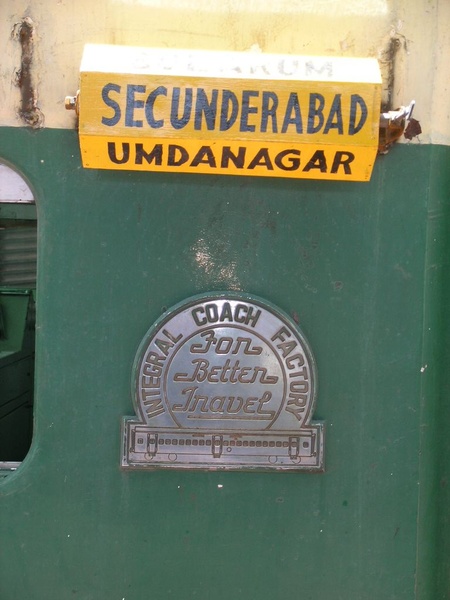 SECUNDERABAD
UMDANAGAR
INTEGRAL COACH FACTORY
For
Better
Travel